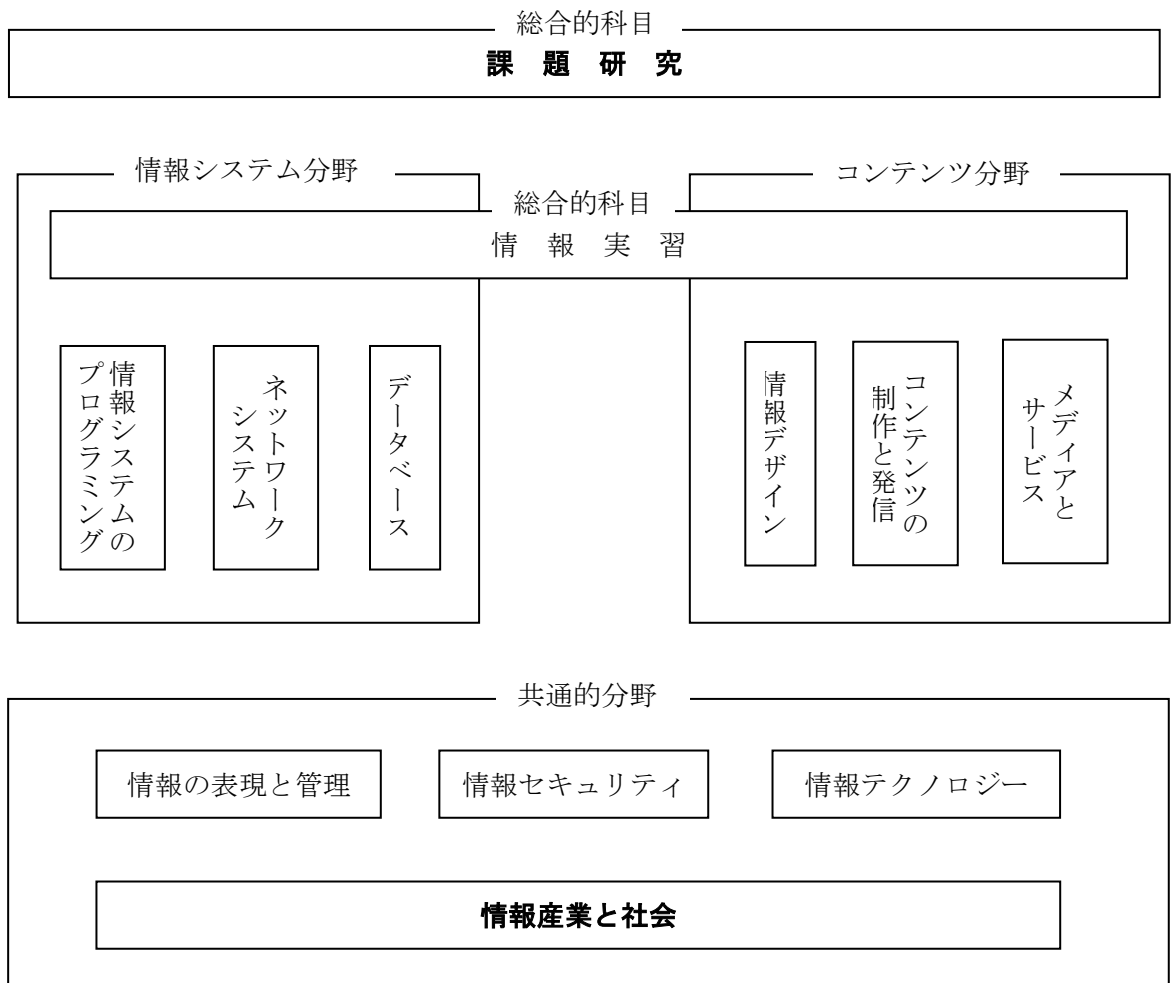 総合的科目
課 題 研 究
情報システム分野
コンテンツ分野
総合的科目
情 報 実 習
情報システムの
プログラミング
ネットワーク
システム
データベース
情報デザイン
コンテンツの
制作と発信
メディアと
サービス
共通的分野
情報の表現と管理
情報セキュリティ
情報テクノロジー
情報産業と社会